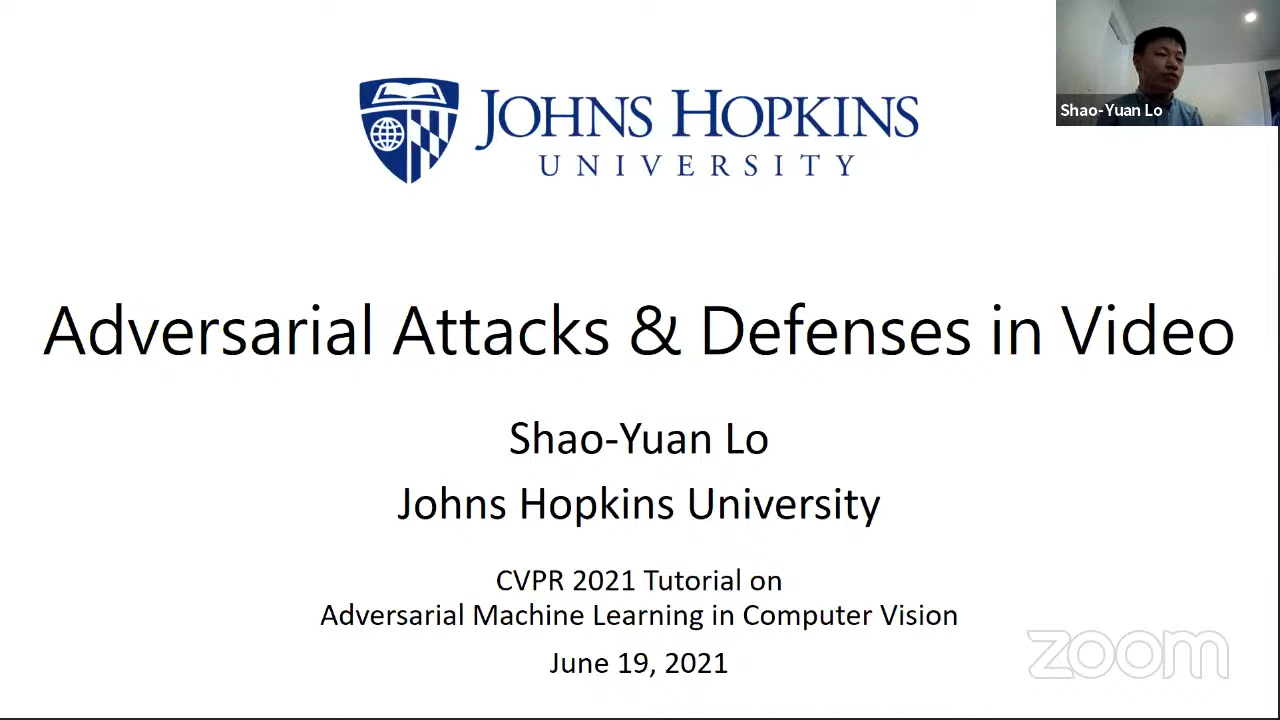 JOHNS HOPKINS
UNIVERSITY
Shao-Yuan Lo
Adversarial Attacks & Defenses in Video
Shao-Yuan Lo
Johns Hopkins University
CVPR 2021 Tutorial on
Adversarial Machine Learning in Computer Vision
June 19, 2021
zoom